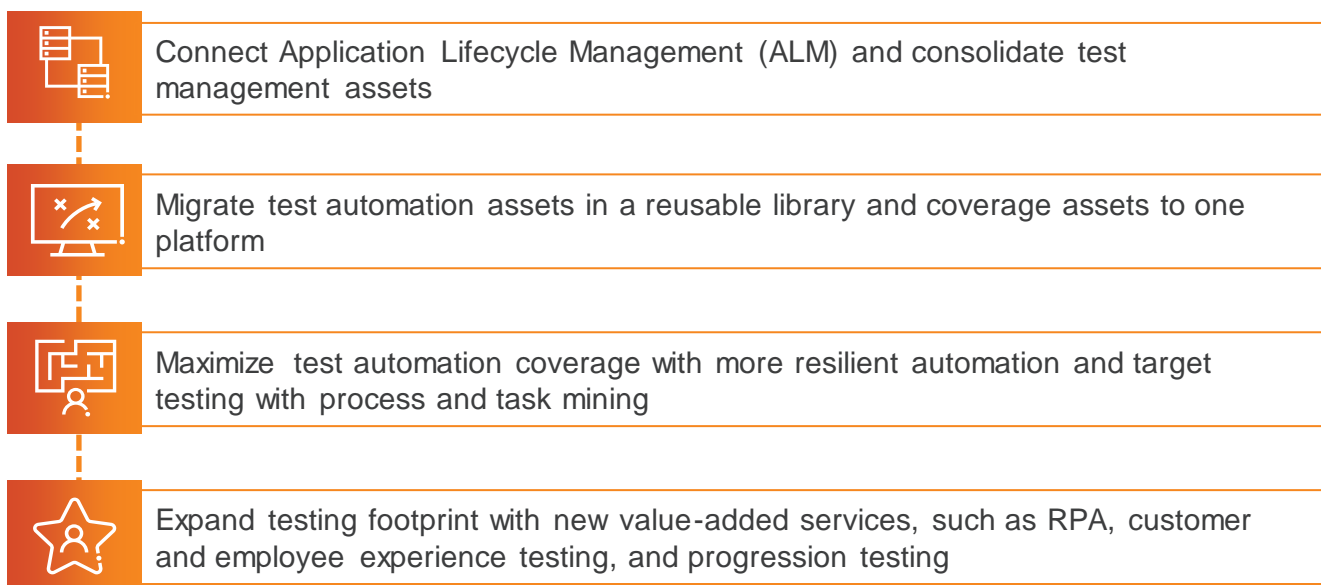 Connect Application Lifecycle Management (ALM) and consolidate test
management assets
Migrate test automation assets in a reusable library and coverage assets to one
platform
Maximize test automation coverage with more resilient automation and target
testing with process and task mining
Expand testing footprint with new value-added services, such as RPA, customer
and employee experience testing, and progression testing